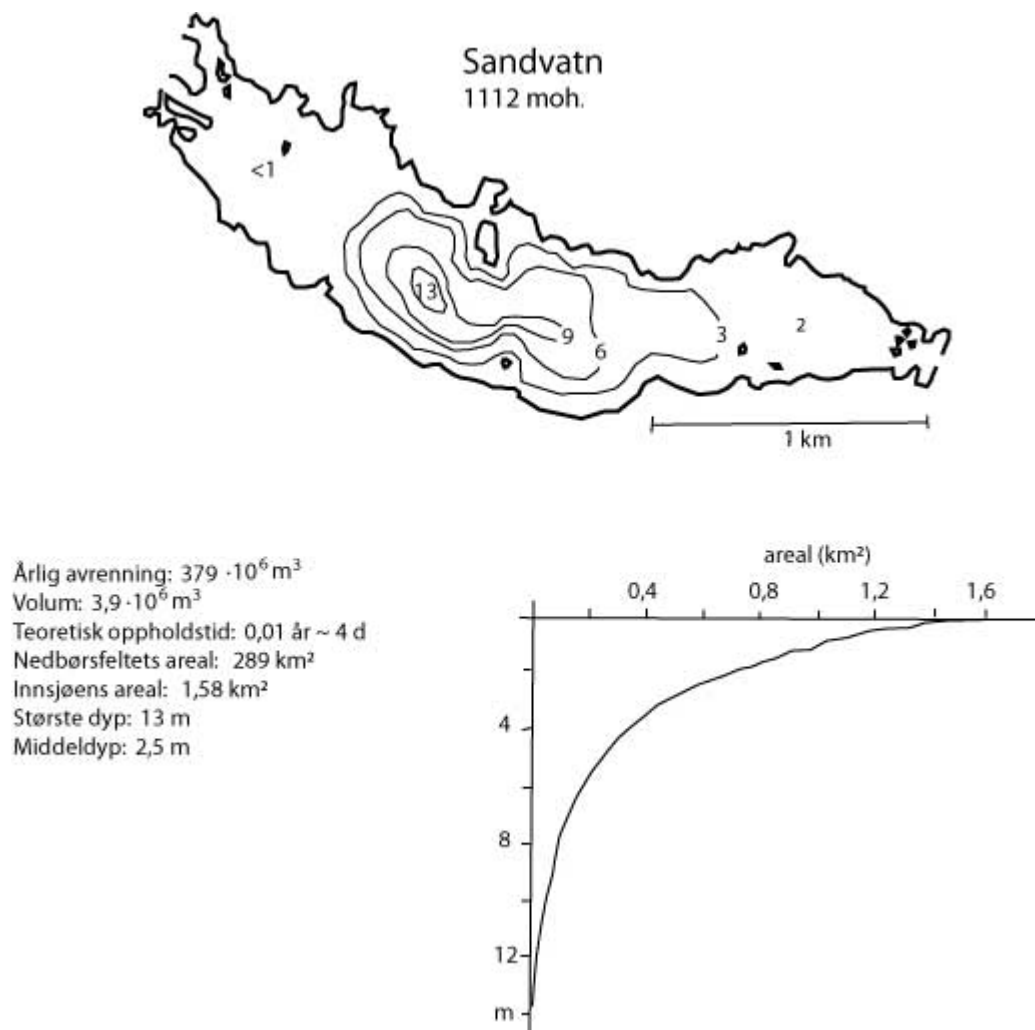 Sandvatn
1112 moh.
<1
13
9
6
3
2
1 km
Årlig avrenning: 379 ·10⁶ m³
Volum: 3,9·10⁶ m³
Teoretisk oppholdstid: 0,01 år ~ 4 d
Nedbørsfeltets areal: 289 km²
Innsjøens areal: 1,58 km²
Største dyp: 13 m
Middeldyp: 2,5 m
areal (km²)
0,4 0,8 1,2 1,6
4
8
12
m